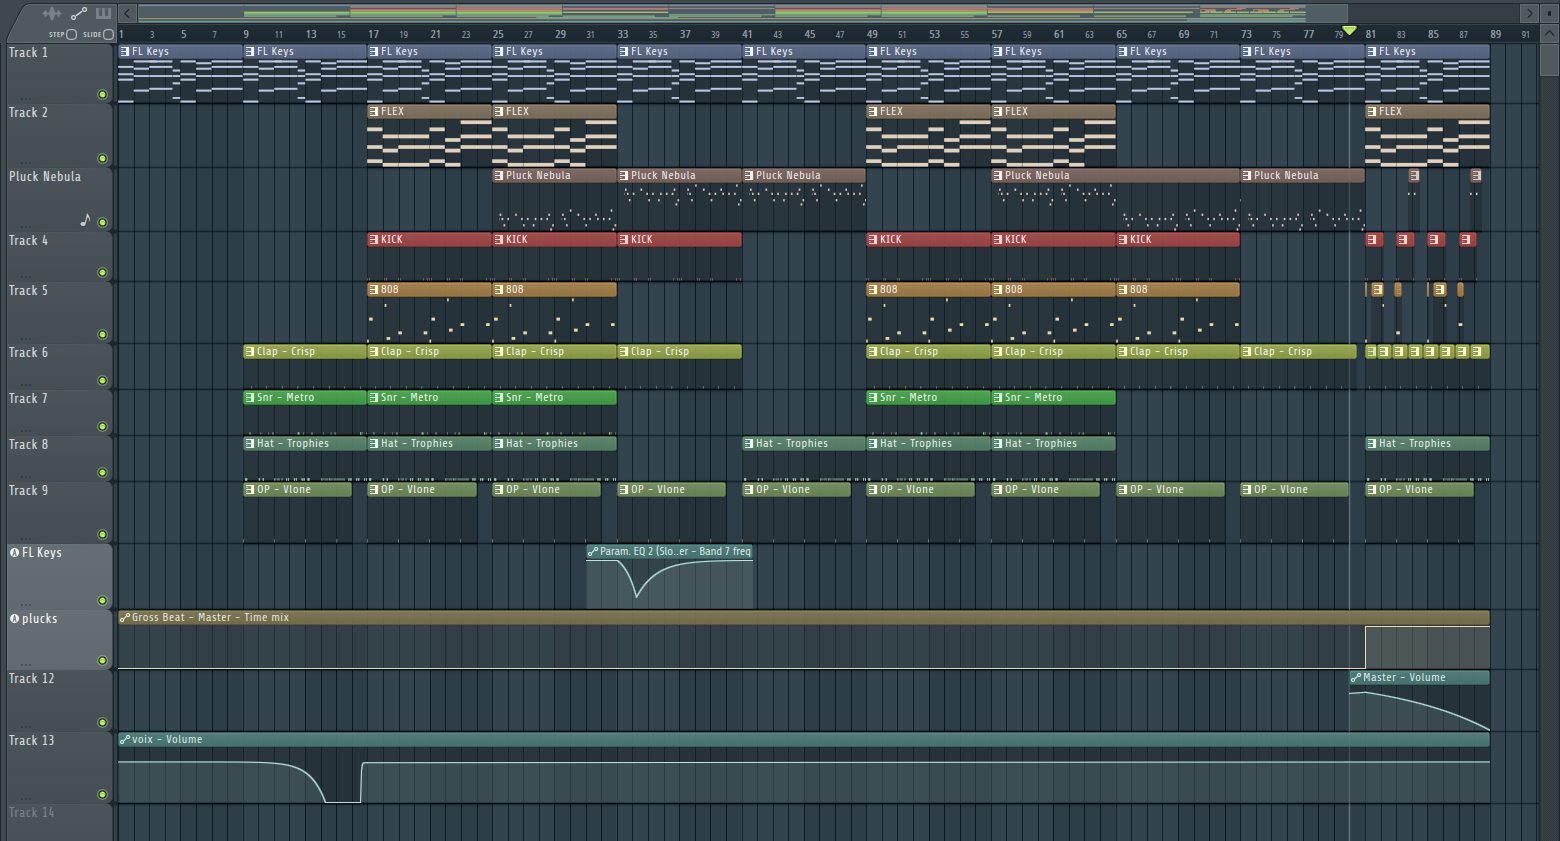 STEP SLIDE
1 3 5 7 9 11 13 15 17 19 21 23 25 27 29 31 33 35 37 39 41 43 45 47 49 51 53 55 57 59 61 63 65 67 69 71 73 75 77 79 81 83 85 87 89 91
Track 1 FL Keys FL Keys FL Keys FL Keys FL Keys FL Keys FL Keys FL Keys FL Keys FL Keys FL Keys
Track 2 FLEX FLEX FLEX FLEX FLEX
Pluck Nebula Pluck Nebula Pluck Nebula Pluck Nebula Pluck Nebula Pluck Nebula
Track 4 KICK KICK KICK KICK KICK KICK
Track 5 808 808 808 808 808
Track 6 Clap - Crisp Clap - Crisp Clap - Crisp Clap - Crisp Clap - Crisp Clap - Crisp Clap - Crisp Clap - Crisp
Track 7 Snr - Metro Snr - Metro Snr - Metro Snr - Metro Snr - Metro
Track 8 Hat - Trophies Hat - Trophies Hat - Trophies Hat - Trophies Hat - Trophies Hat - Trophies Hat - Trophies
Track 9 OP - Vlone OP - Vlone OP - Vlone OP - Vlone OP - Vlone OP - Vlone OP - Vlone OP - Vlone OP - Vlone OP - Vlone
A FL Keys Param. EQ 2 (Slo..er - Band 7 freq
A plucks Gross Beat - Master - Time mix
Track 12 Master - Volume
Track 13 voix - Volume
Track 14